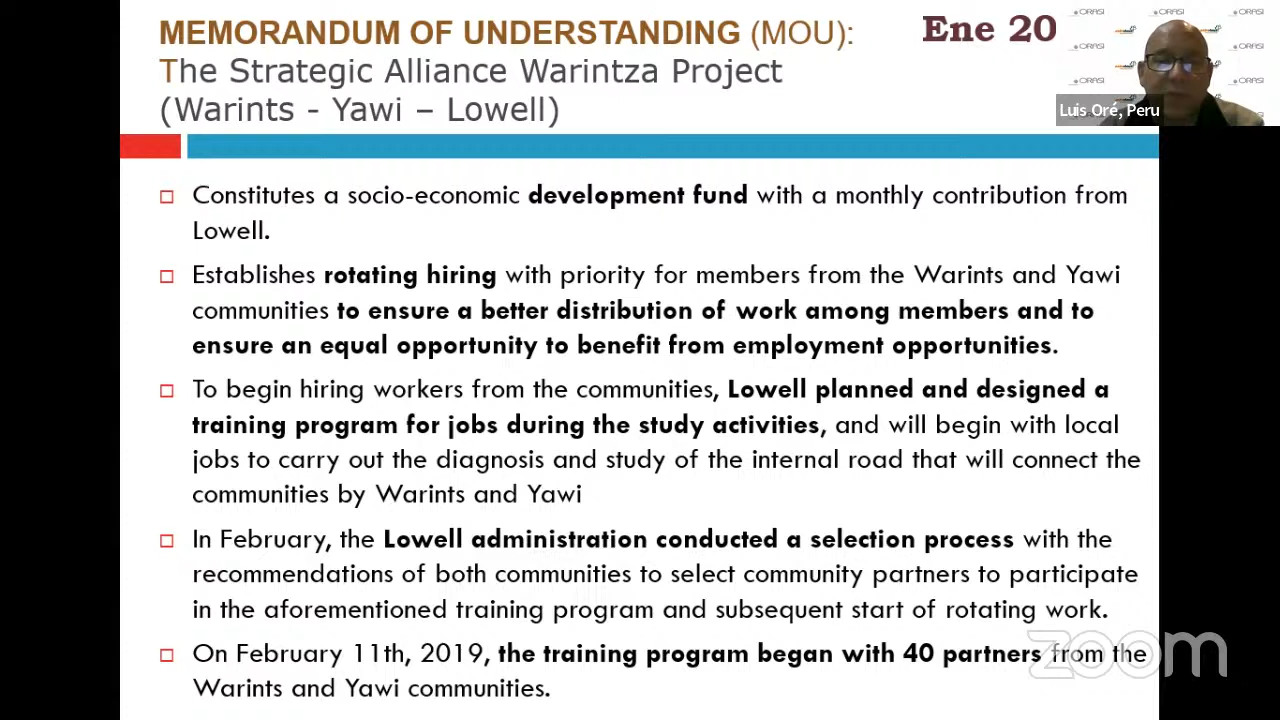 MEMORANDUM OF UNDERSTANDING (MOU):
The Strategic Alliance Warintza Project
(Warints - Yawi – Lowell)
Ene 20
ORASI
ORASI
ORASI
ORASI
ORASI
ORASI
Luis Oré, Peru
Constitutes a socio-economic development fund with a monthly contribution from
Lowell.
Establishes rotating hiring with priority for members from the Warints and Yawi
communities to ensure a better distribution of work among members and to
ensure an equal opportunity to benefit from employment opportunities.
To begin hiring workers from the communities, Lowell planned and designed a
training program for jobs during the study activities, and will begin with local
jobs to carry out the diagnosis and study of the internal road that will connect the
communities by Warints and Yawi
In February, the Lowell administration conducted a selection process with the
recommendations of both communities to select community partners to participate
in the aforementioned training program and subsequent start of rotating work.
On February 11th, 2019, the training program began with 40 partners from the
Warints and Yawi communities.
zoom